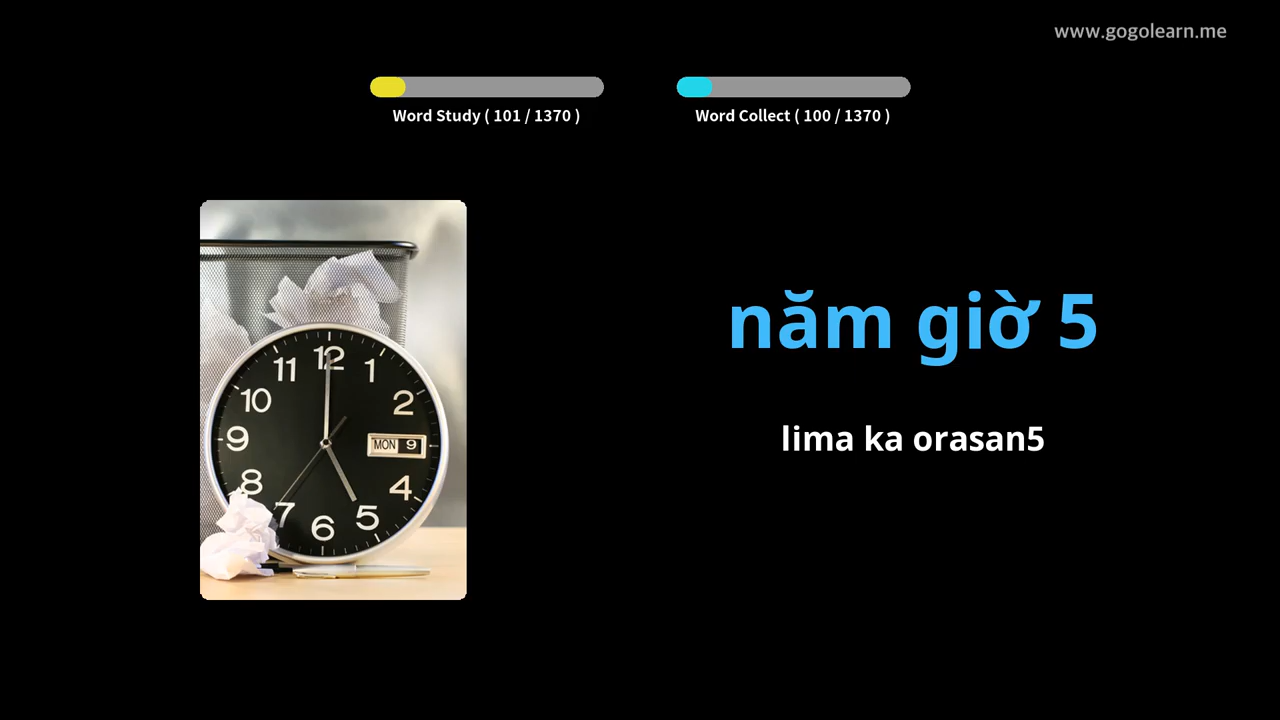 www.gogolearn.me
Word Study ( 101 / 1370 )
Word Collect ( 100 / 1370 )
năm giờ 5
lima ka orasan5
12
11
1
10
2
9
MON 9
8
4
7
5
6